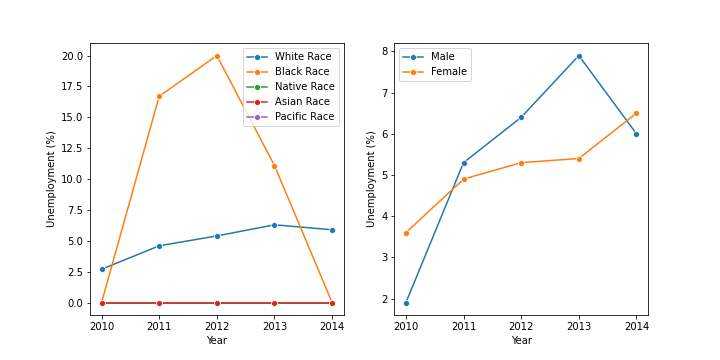 20.0
17.5
15.0
12.5
10.0
7.5
5.0
2.5
0.0
Unemployment (%)
2010 2011 2012 2013 2014
Year
White Race
Black Race
Native Race
Asian Race
Pacific Race
8
7
6
5
4
3
2
Unemployment (%)
2010 2011 2012 2013 2014
Year
Male
Female